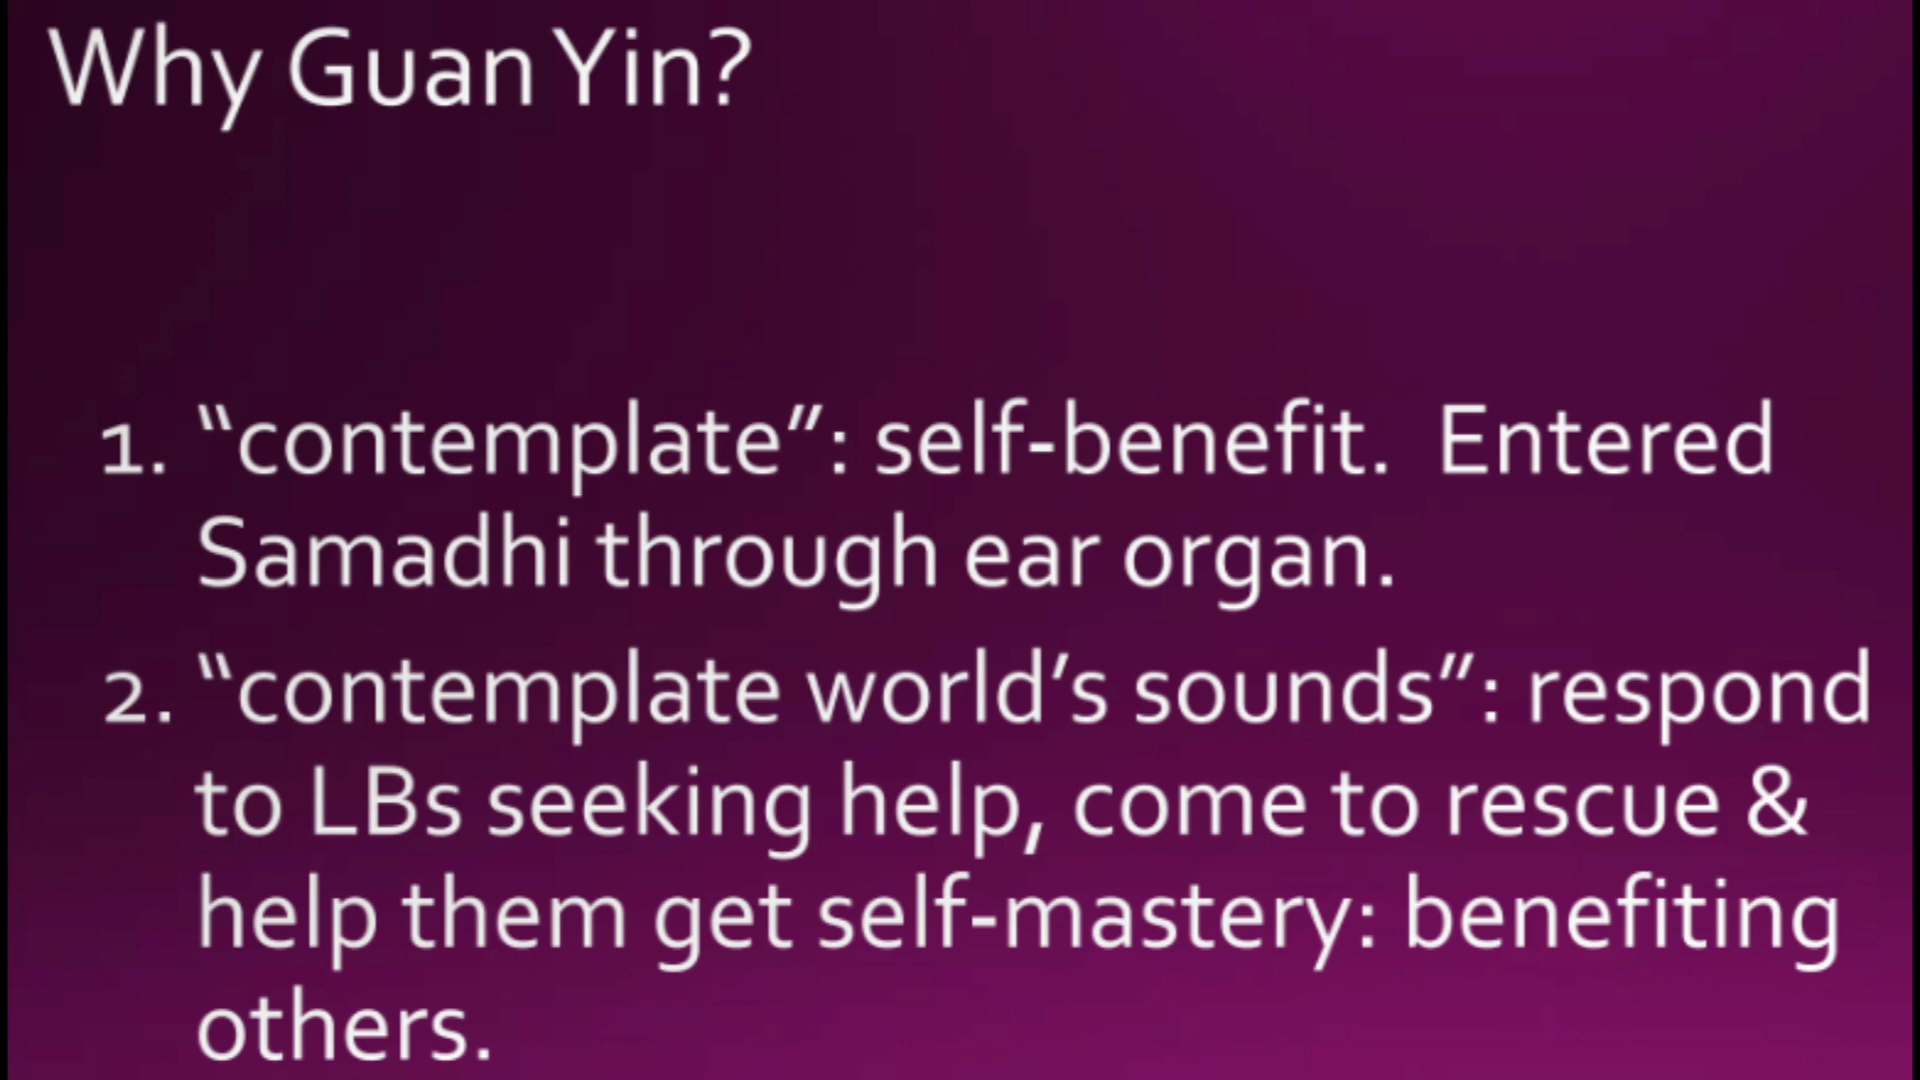 Why Guan Yin?
1. “contemplate”: self-benefit.  Entered
Samadhi through ear organ.
2. “contemplate world’s sounds”: respond
to LBs seeking help, come to rescue &
help them get self-mastery: benefiting
others.